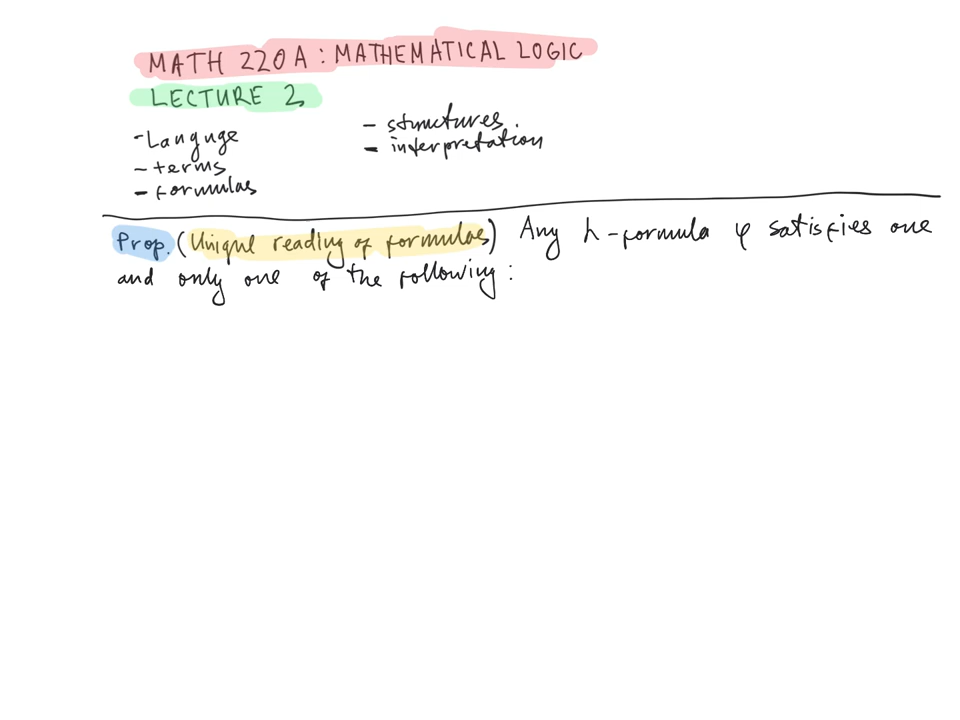 MATH 220A : MATHEMATICAL LOGIC
LECTURE 2
- Languge
- terms
- formulas
- structures
- interpretation
Prop. (Unique reading of formulas) Any L-formula φ satisfies one
and only one of the following :